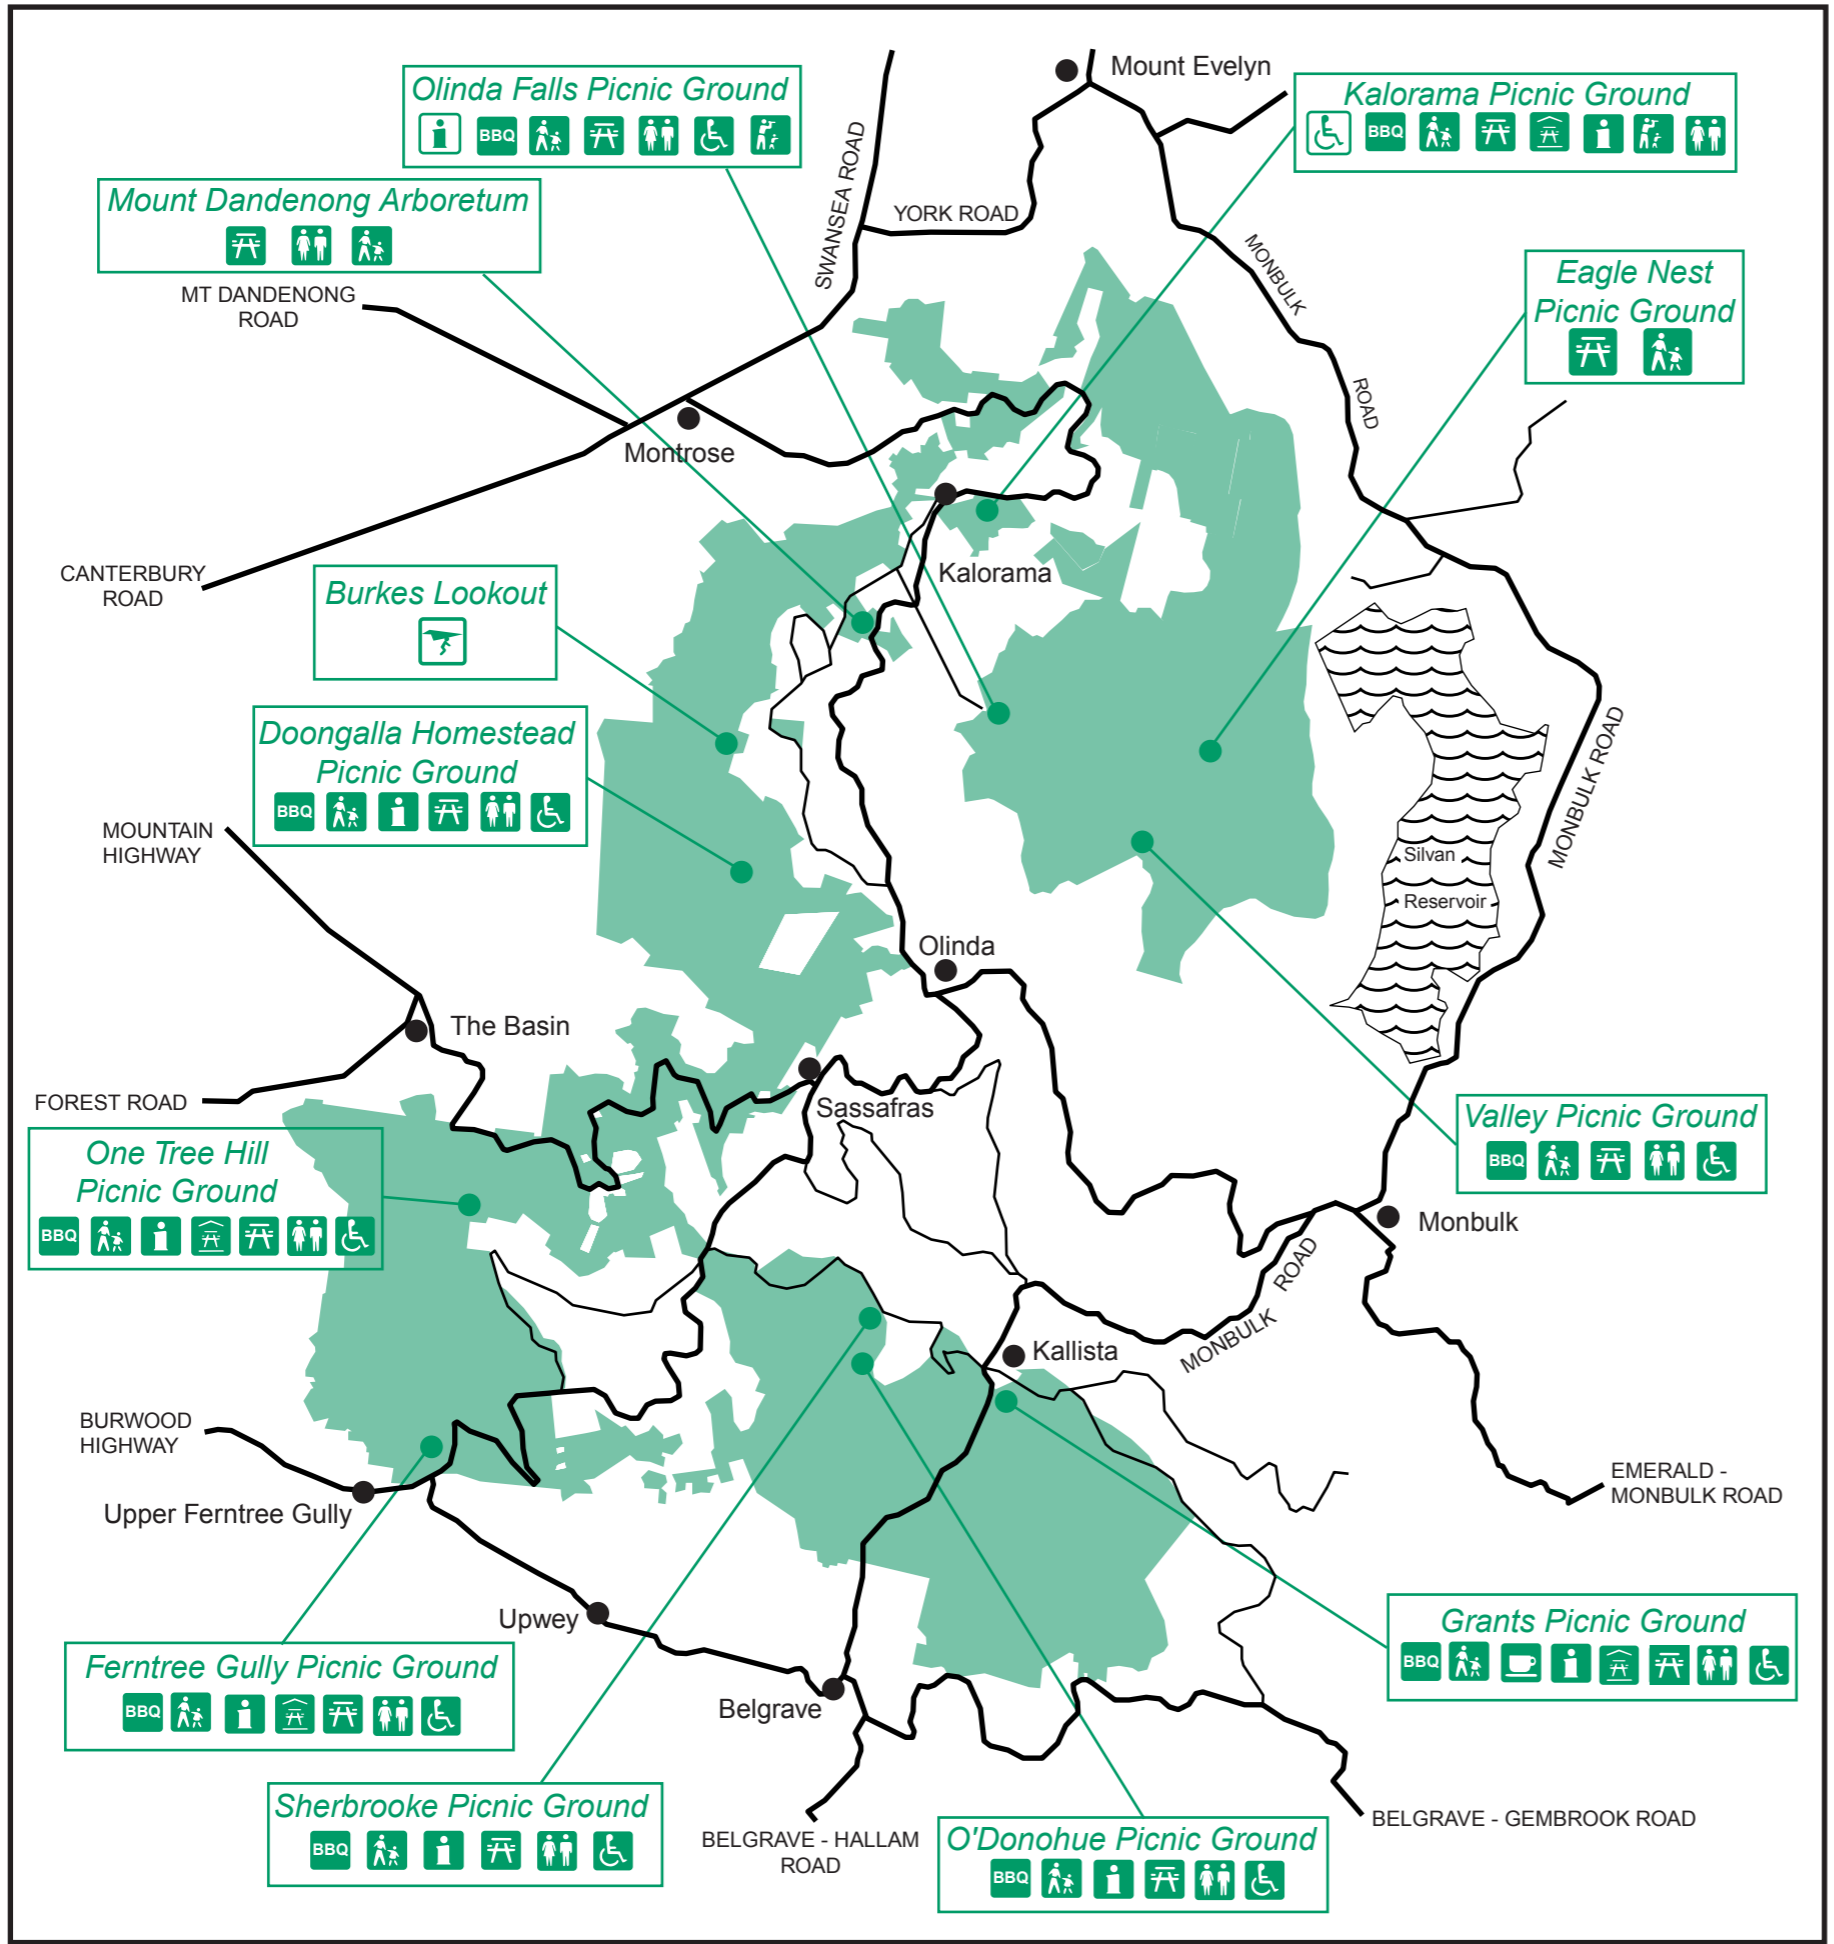 Mount Evelyn
Olinda Falls Picnic Ground
BBQ
Kalorama Picnic Ground
BBQ
SWANSEA ROAD
Mount Dandenong Arboretum
YORK ROAD
MONBULK
ROAD
Eagle Nest
Picnic Ground
MT DANDENONG
ROAD
Montrose
CANTERBURY
ROAD
Kalorama
Burkes Lookout
Doongalla Homestead
Picnic Ground
BBQ
MONBULK ROAD
MOUNTAIN
HIGHWAY
Silvan
Reservoir
Olinda
The Basin
FOREST ROAD
Sassafras
Valley Picnic Ground
BBQ
One Tree Hill
Picnic Ground
BBQ
Monbulk
MONBULK
ROAD
Kallista
BURWOOD
HIGHWAY
EMERALD -
MONBULK ROAD
Upper Ferntree Gully
Upwey
Grants Picnic Ground
BBQ
Ferntree Gully Picnic Ground
BBQ
Belgrave
Sherbrooke Picnic Ground
BBQ
BELGRAVE - HALLAM
ROAD
O'Donohue Picnic Ground
BBQ
BELGRAVE - GEMBROOK ROAD